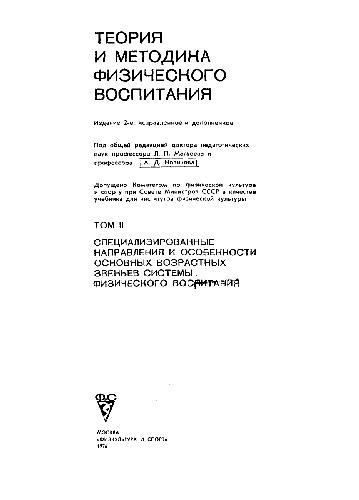 ТЕОРИЯ
И МЕТОДИКА
ФИЗИЧЕСКОГО
ВОСПИТАНИЯ
Издание 2-е, исправленное и дополненное
Под общей редакцией доктора педагогических
наук профессора Л. П. Матвеева и
профессора А. Д. Новикова
Допущено Комитетом по физической культуре
и спорту при Совете Министров СССР в качестве
учебника для институтов физической культуры
ТОМ II
СПЕЦИАЛИЗИРОВАННЫЕ
НАПРАВЛЕНИЯ И ОСОБЕННОСТИ
ОСНОВНЫХ ВОЗРАСТНЫХ
ЗВЕНЬЕВ СИСТЕМЫ
ФИЗИЧЕСКОГО ВОСПИТАНИЯ
ФиС
МОСКВА
«ФИЗКУЛЬТУРА И СПОРТ»
1976